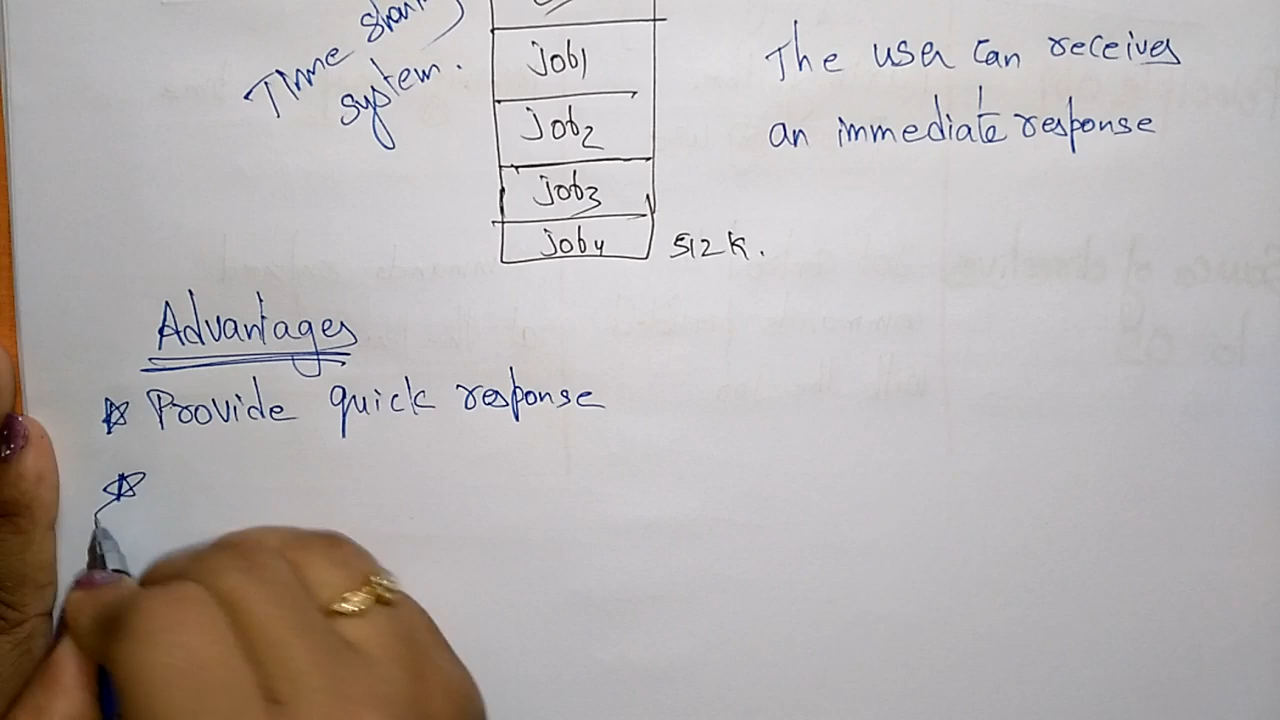 Time sharing
system.
job1
Job2
Job3
Job4
512K.
The user can receives
an immediate response
Advantages
Provide quick response